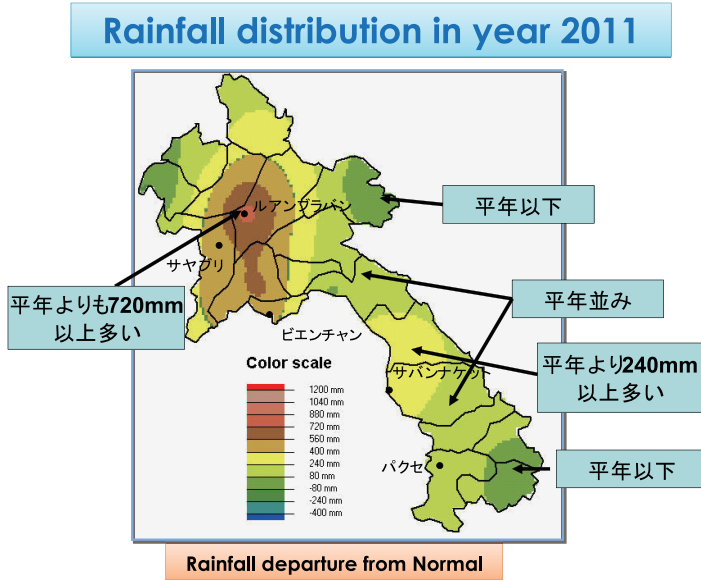 Rainfall distribution in year 2011
ルアンプラバン
平年以下
サヤブリ
平年よりも720mm
以上多い
平年並み
ビエンチャン
Color scale
サバンナケット
平年より240mm
以上多い
1200 mm
1040 mm
880 mm
720 mm
560 mm
400 mm
240 mm
80 mm
-80 mm
-240 mm
-400 mm
パクセ
平年以下
Rainfall departure from Normal